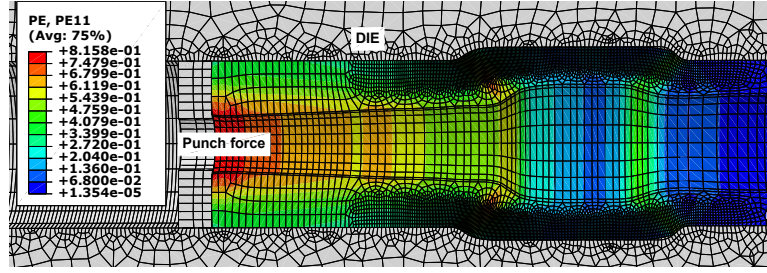 PE, PE11
(Avg: 75%)
+8.158e-01
+7.479e-01
+6.799e-01
+6.119e-01
+5.439e-01
+4.759e-01
+4.079e-01
+3.399e-01
+2.720e-01
+2.040e-01
+1.360e-01
+6.800e-02
+1.354e-05
DIE
Punch force